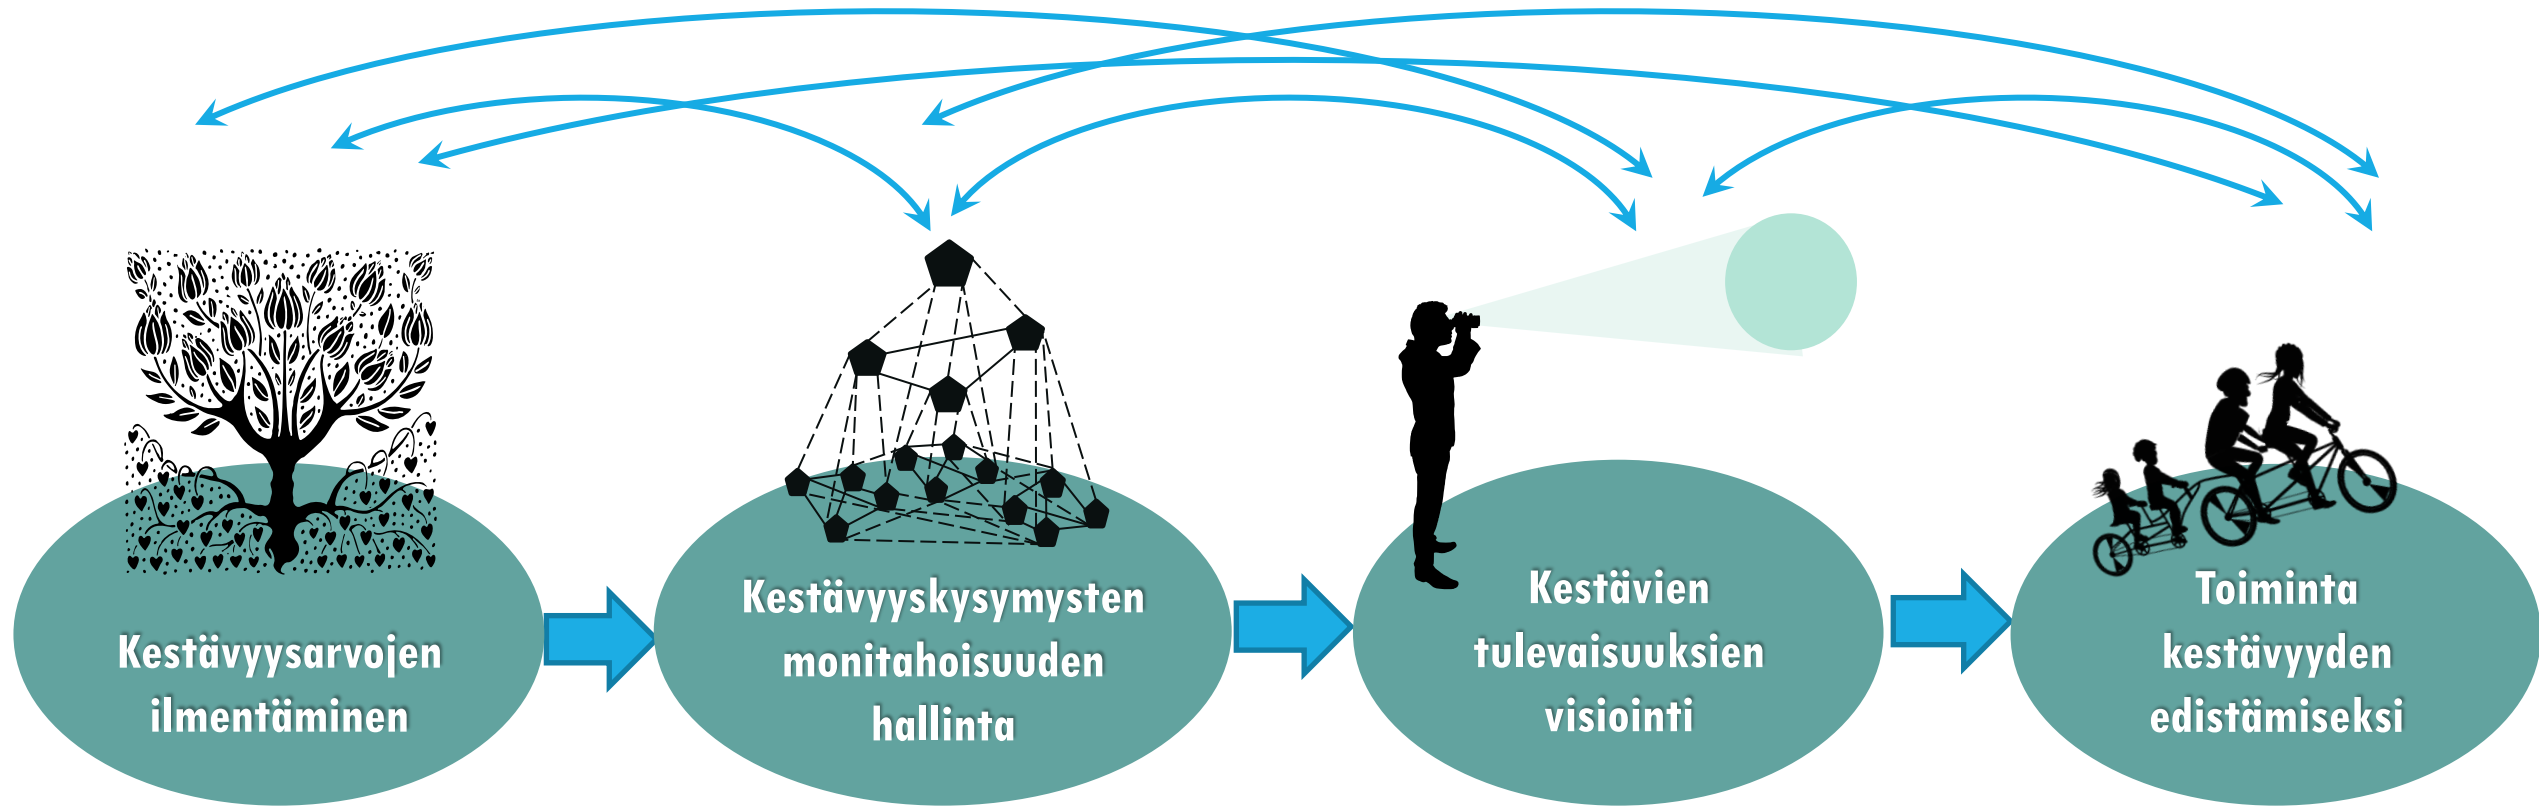 Kestävyysarvojen
ilmentäminen
Kestävyyskysymysten
monitahoisuuden
hallinta
Kestävien
tulevaisuuksien
visiointi
Toiminta
kestävyyden
edistämiseksi